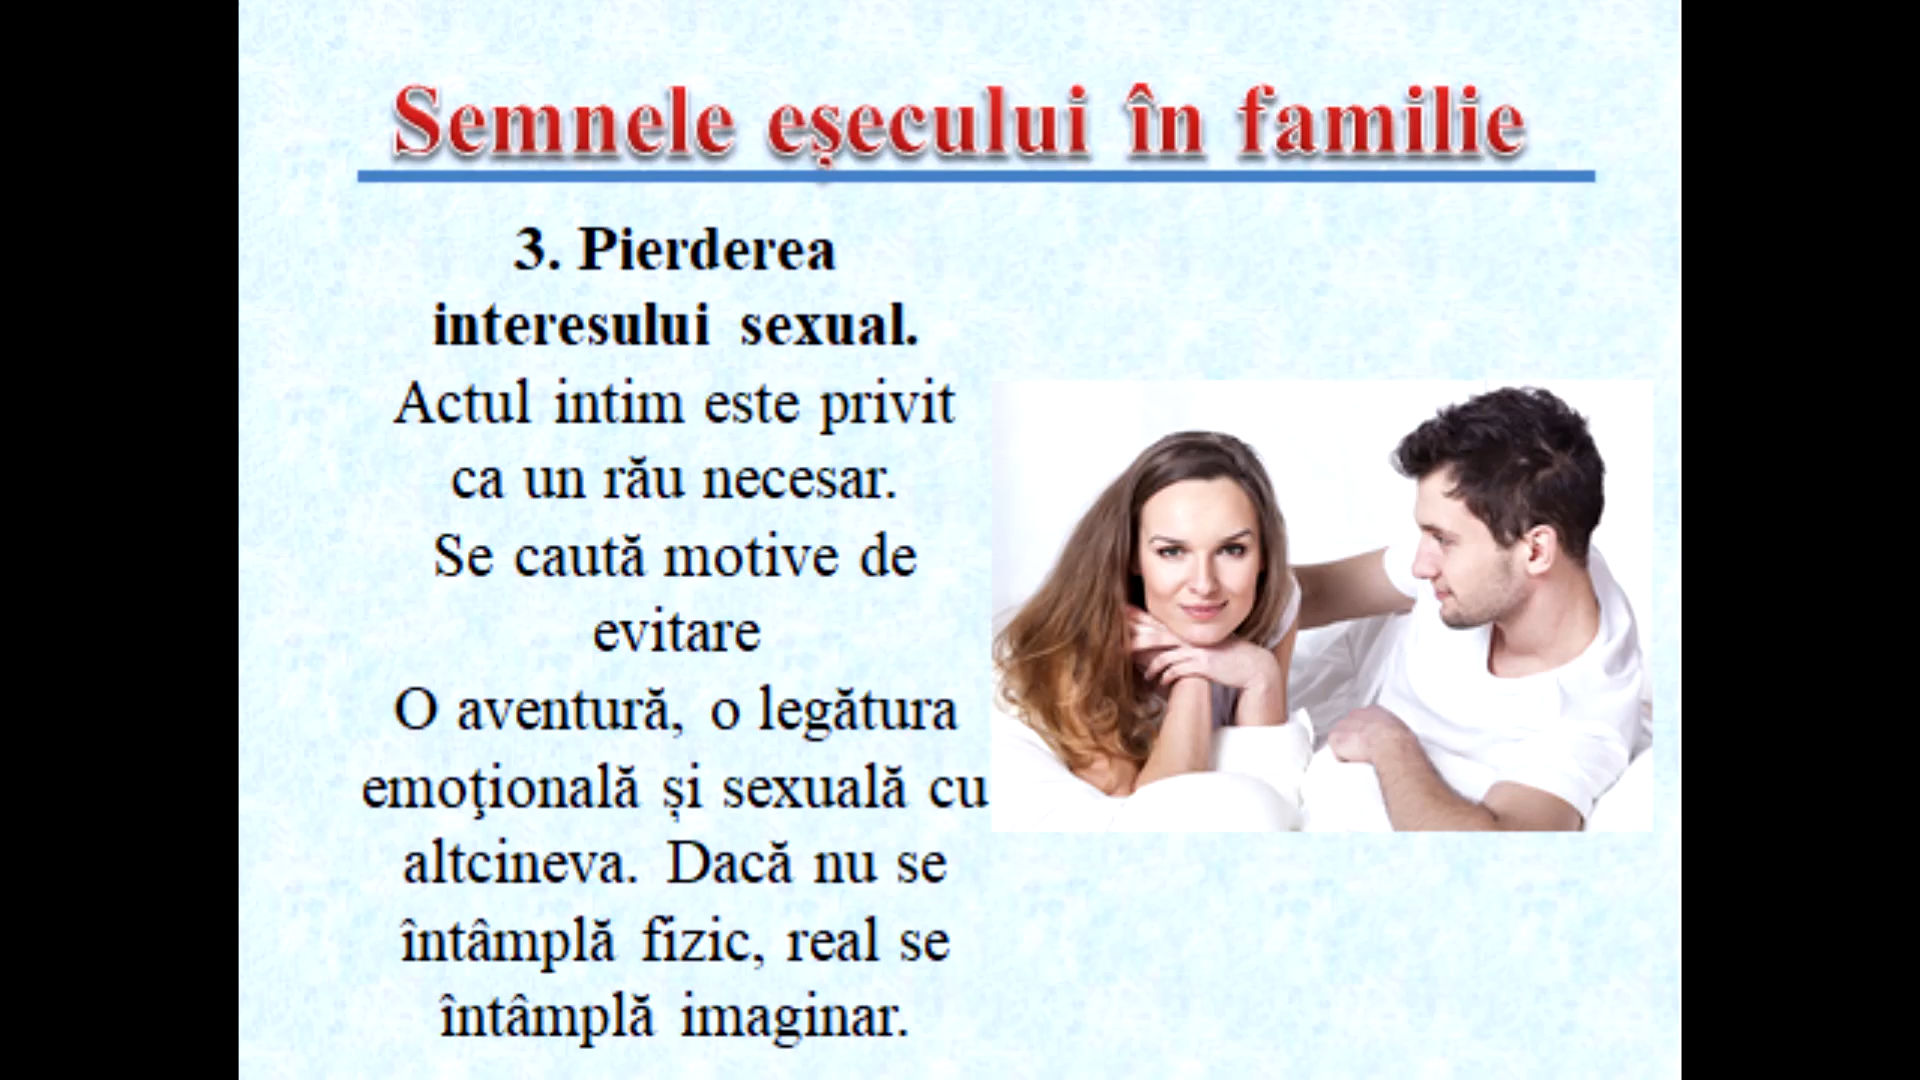 Semnele eșecului în familie
3. Pierderea
interesului sexual.
Actul intim este privit
ca un rău necesar.
Se caută motive de
evitare
O aventură, o legătura
emoţională și sexuală cu
altcineva. Dacă nu se
întâmplă fizic, real se
întâmplă imaginar.